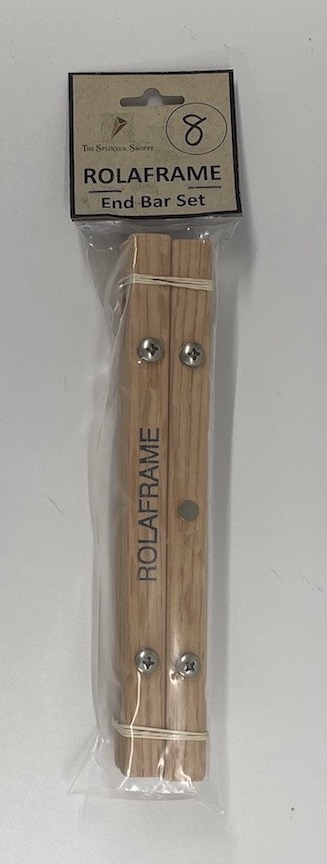 8
THE SPLINTER SHOPPE
ROLAFRAME
End Bar Set
ROLAFRAME